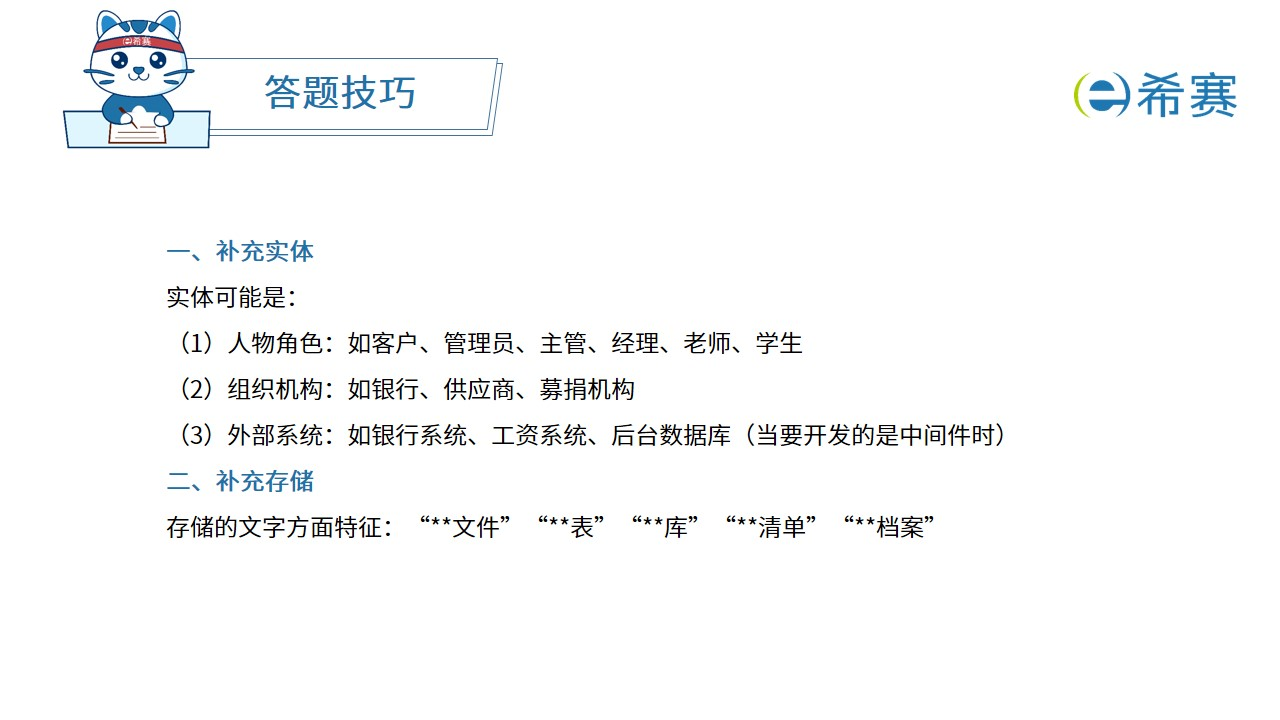 希赛
答题技巧
希赛
一、补充实体
实体可能是：
（1）人物角色：如客户、管理员、主管、经理、老师、学生
（2）组织机构：如银行、供应商、募捐机构
（3）外部系统：如银行系统、工资系统、后台数据库（当要开发的是中间件时）
二、补充存储
存储的文字方面特征：“**文件”“**表”“**库”“**清单”“**档案”